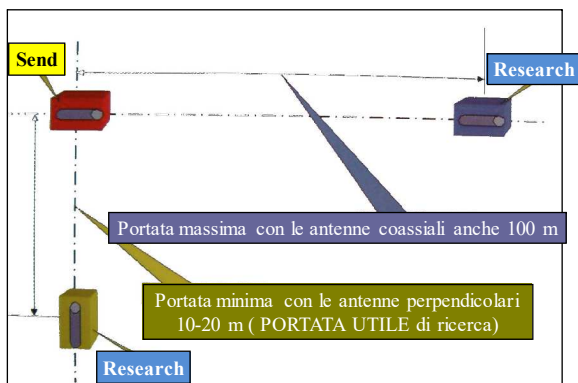 Send
Research
Portata massima con le antenne coassiali anche 100 m
Portata minima con le antenne perpendicolari
10-20 m ( PORTATA UTILE di ricerca)
Research